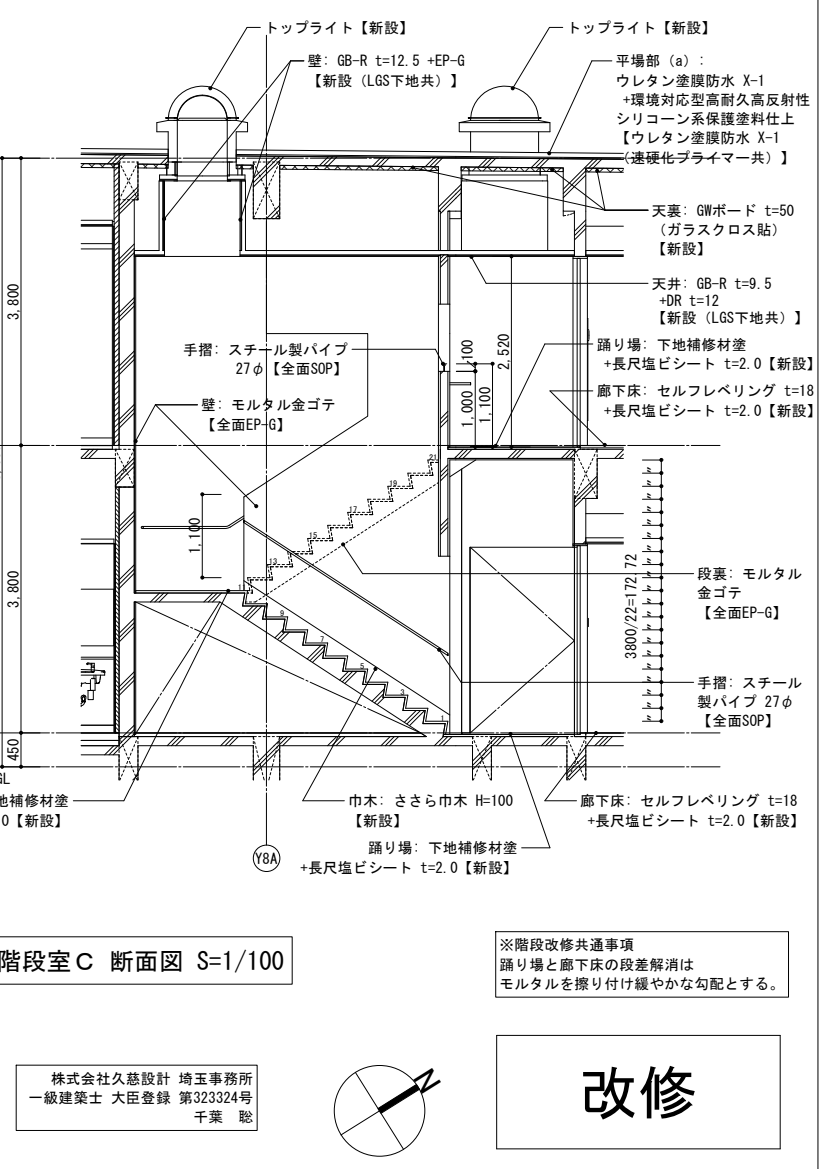 トップライト【新設】
トップライト【新設】
壁: GB-R t=12.5 +EP-G
【新設（LGS下地共）】
平場部（a）:
ウレタン塗膜防水 X-1
+環境対応型高耐久高反射性
シリコーン系保護塗料仕上
【ウレタン塗膜防水 X-1
（速硬化プライマー共）】
天裏: GWボード t=50
（ガラスクロス貼）
【新設】
天井: GB-R t=9.5
+DR t=12
【新設（LGS下地共）】
3,800
手摺: スチール製パイプ
27φ【全面SOP】
100
2,520
1,000
1,100
踊り場: 下地補修材塗
+長尺塩ビシート t=2.0【新設】
廊下床: セルフレベリング t=18
+長尺塩ビシート t=2.0【新設】
壁: モルタル金ゴテ
【全面EP-G】
21
19
17
15
13
11
9
7
5
3
1
1,100
3,800
3800/22=172.72
段裏: モルタル
金ゴテ
【全面EP-G】
手摺: スチール
製パイプ 27φ
【全面SOP】
450
GL
地補修材塗
0【新設】
巾木: ささら巾木 H=100
【新設】
廊下床: セルフレベリング t=18
+長尺塩ビシート t=2.0【新設】
踊り場: 下地補修材塗
+長尺塩ビシート t=2.0【新設】
Y8A
階段室C 断面図 S=1/100
※階段改修共通事項
踊り場と廊下床の段差解消は
モルタルを擦り付け緩やかな勾配とする。
株式会社久慈設計 埼玉事務所
一級建築士 大臣登録 第323324号
千葉 聡
N
改修